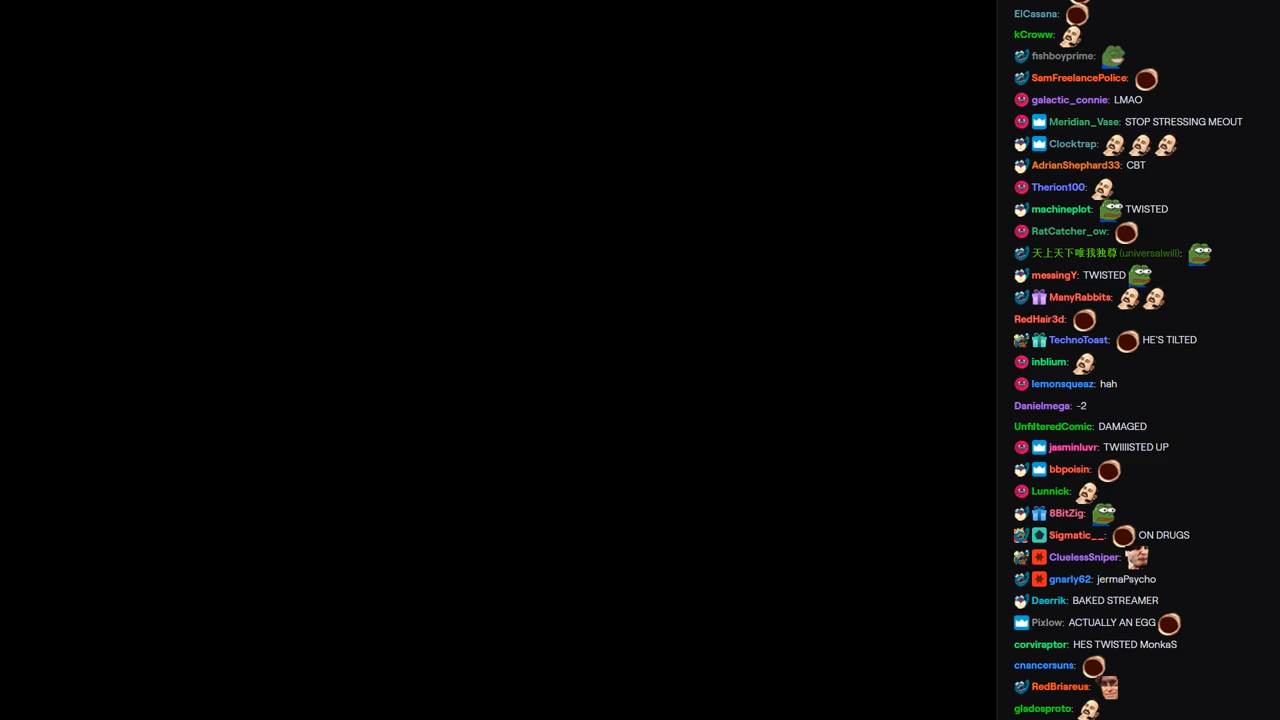 ElCasana:
kCroww:
fishboyprime:
SamFreelancePolice:
galactic_connie: LMAO
Meridian_Vase: STOP STRESSING MEOUT
Clocktrap:
AdrianShephard33: CBT
Therion100:
machineplot: TWISTED
RatCatcher_ow:
天上天下唯我独尊 (universalwill):
messingY: TWISTED
ManyRabbits:
RedHair3d:
TechnoToast: HE'S TILTED
inblium:
lemonsqueaz: hah
Danielmega: -2
UnfilteredComic: DAMAGED
jasminluvr: TWIIIISTED UP
bbpoisin:
Lunnick:
8BitZig:
Sigmatic__: ON DRUGS
CluelessSniper:
gnarly62: jermaPsycho
Daerrik: BAKED STREAMER
Pixlow: ACTUALLY AN EGG
corviraptor: HES TWISTED MonkaS
cnancersuns:
RedBriareus:
gladosproto: